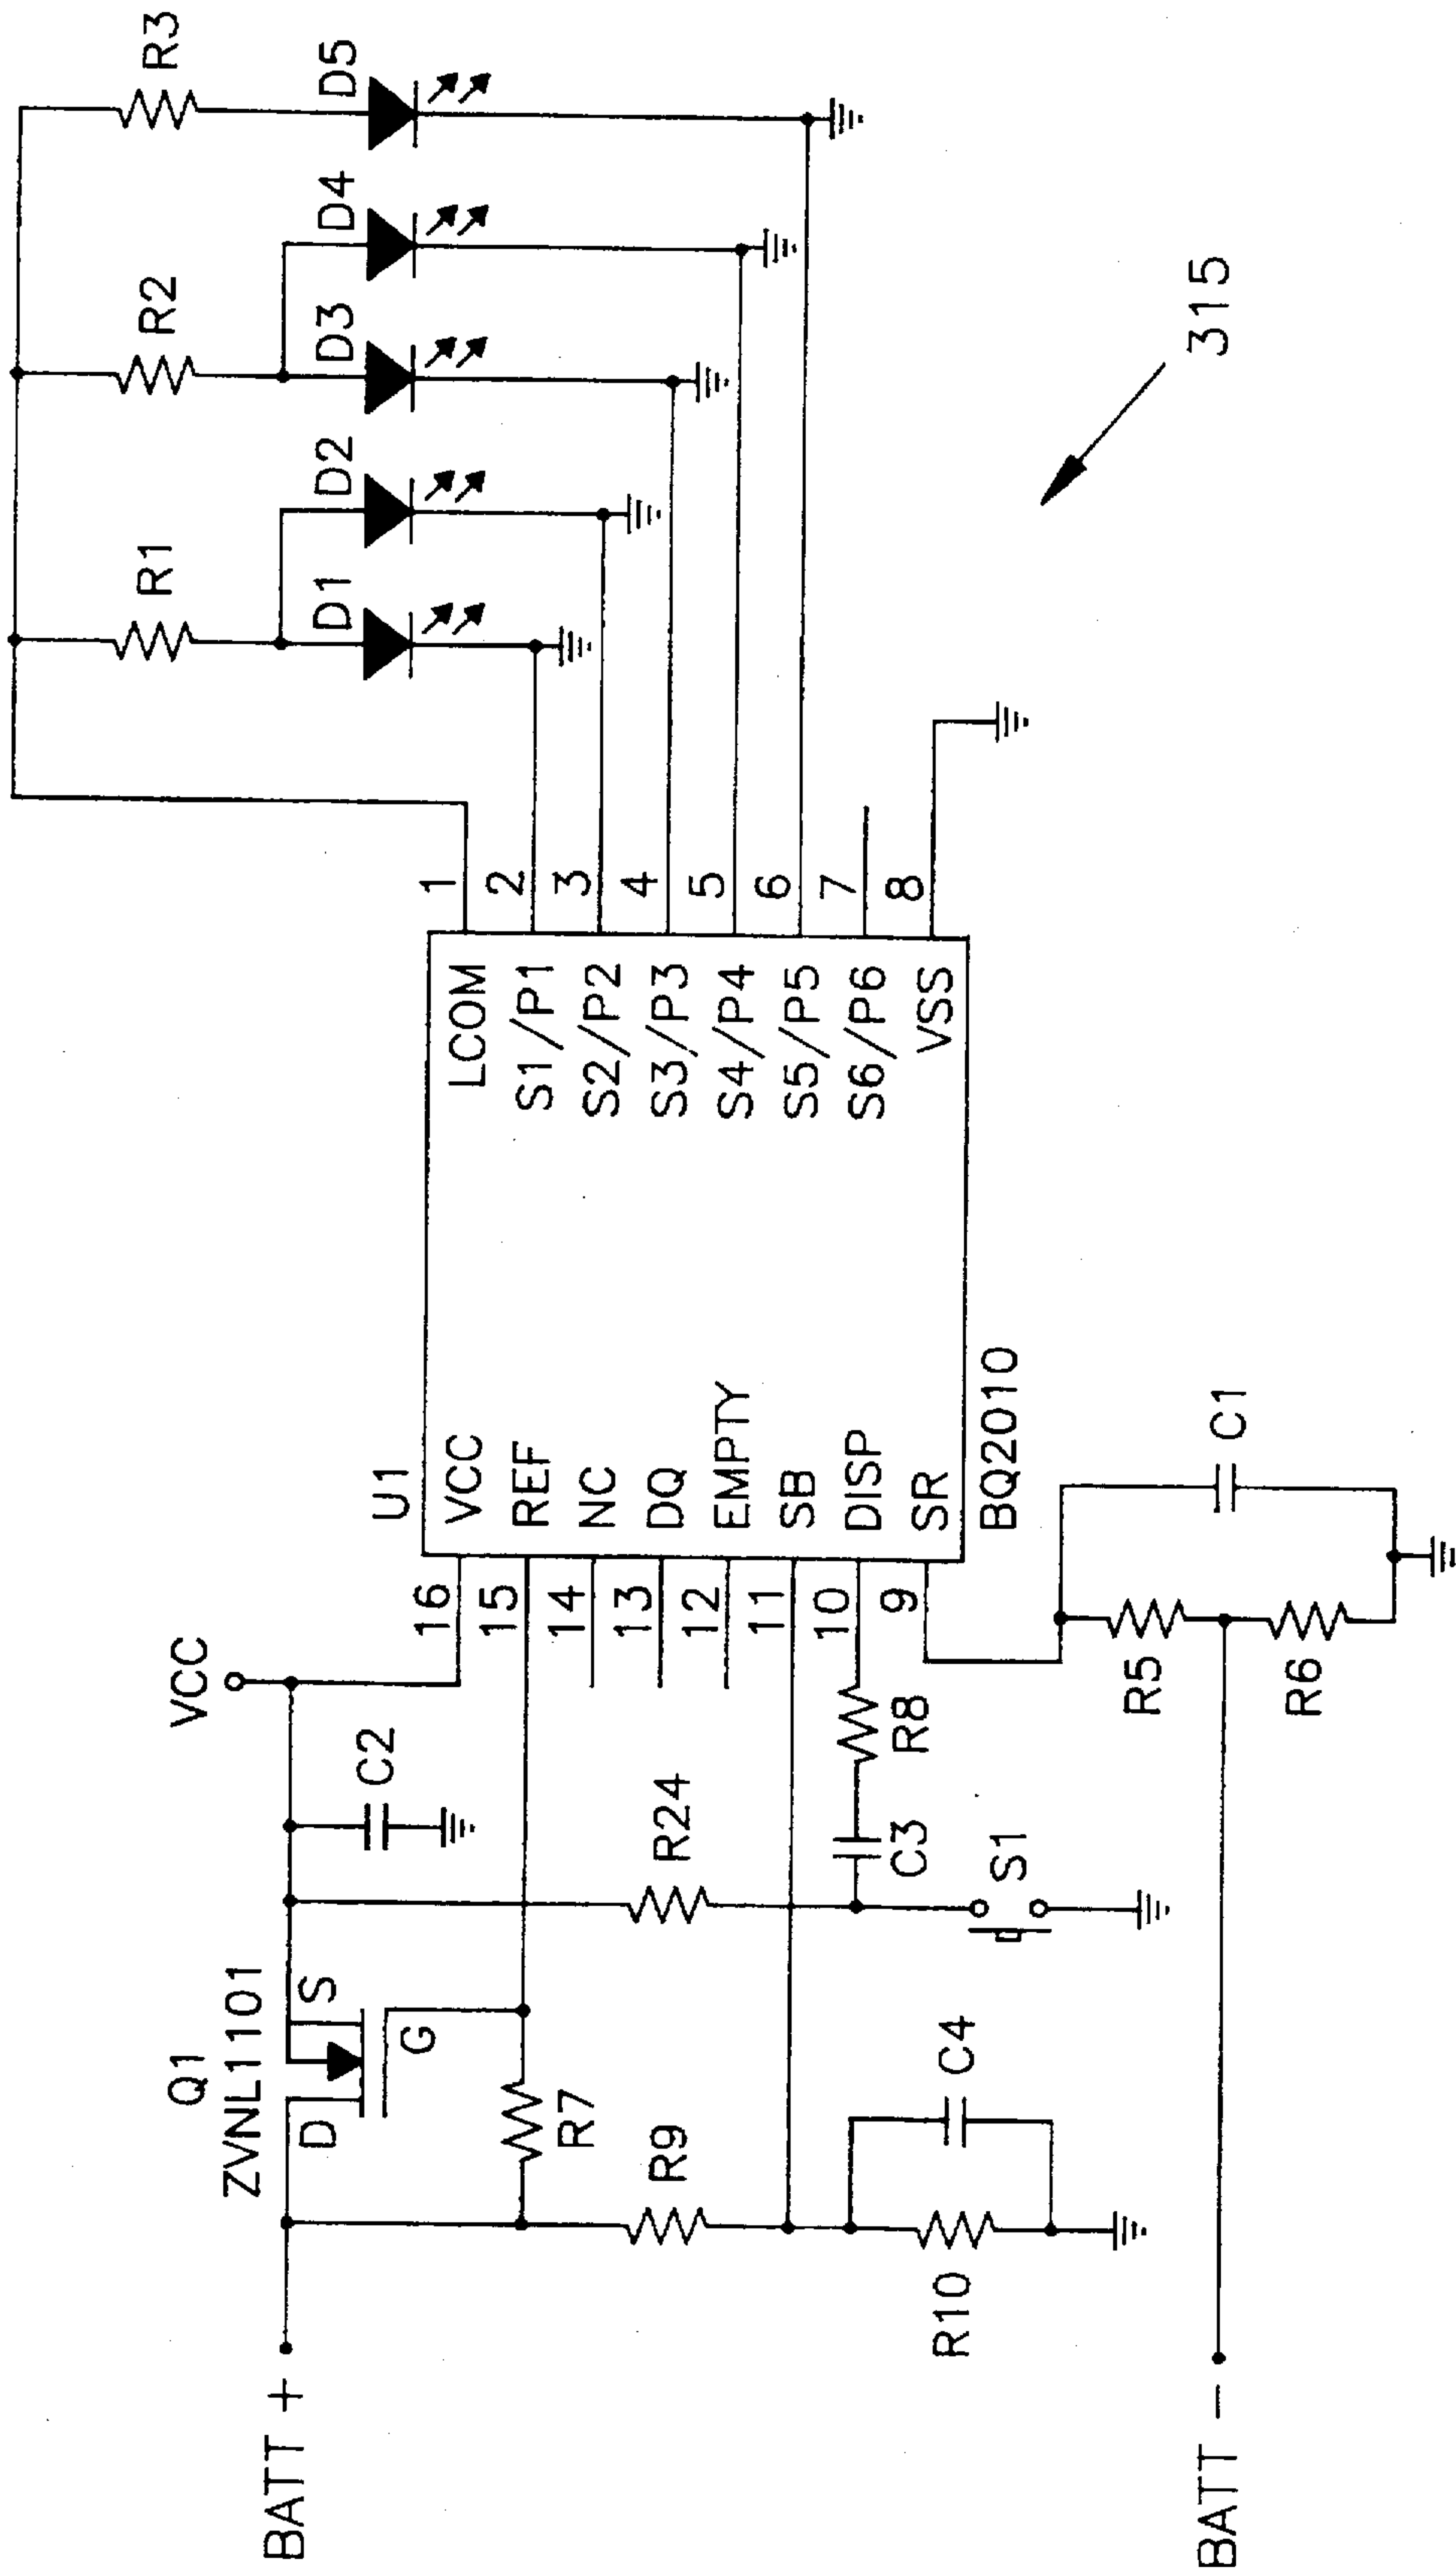 R3
R2
R1
D5
D4
D3
D2
D1
315
VCC
Q1
ZVNL1101
D
S
G
C2
U1
16
15
14
13
12
11
10
9
VCC
REF
NC
DQ
EMPTY
SB
DISP
SR
LCOM
S1/P1
S2/P2
S3/P3
S4/P4
S5/P5
S6/P6
VSS
1
2
3
4
5
6
7
8
BQ2010
BATT +
R7
R9
R24
R8
C3
S1
C4
R10
R5
R6
C1
BATT -